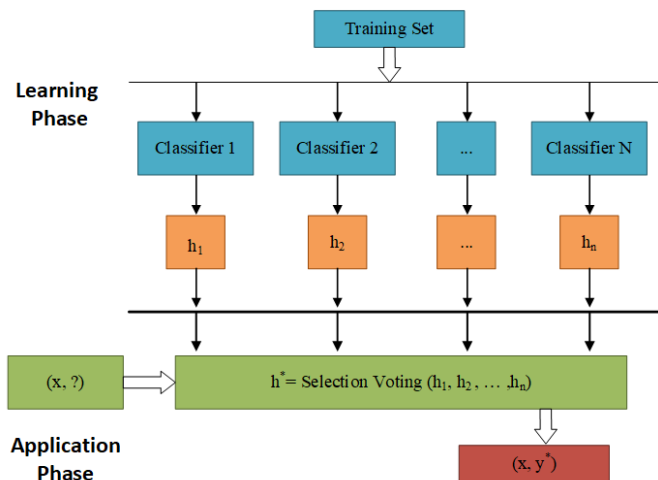 Training Set
Learning
Phase
Classifier 1 Classifier 2 ... Classifier N
h₁ h₂ ... hₙ
(x, ?) h*= Selection Voting (h₁, h₂ , … ,hₙ)
Application
Phase
(x, y*)